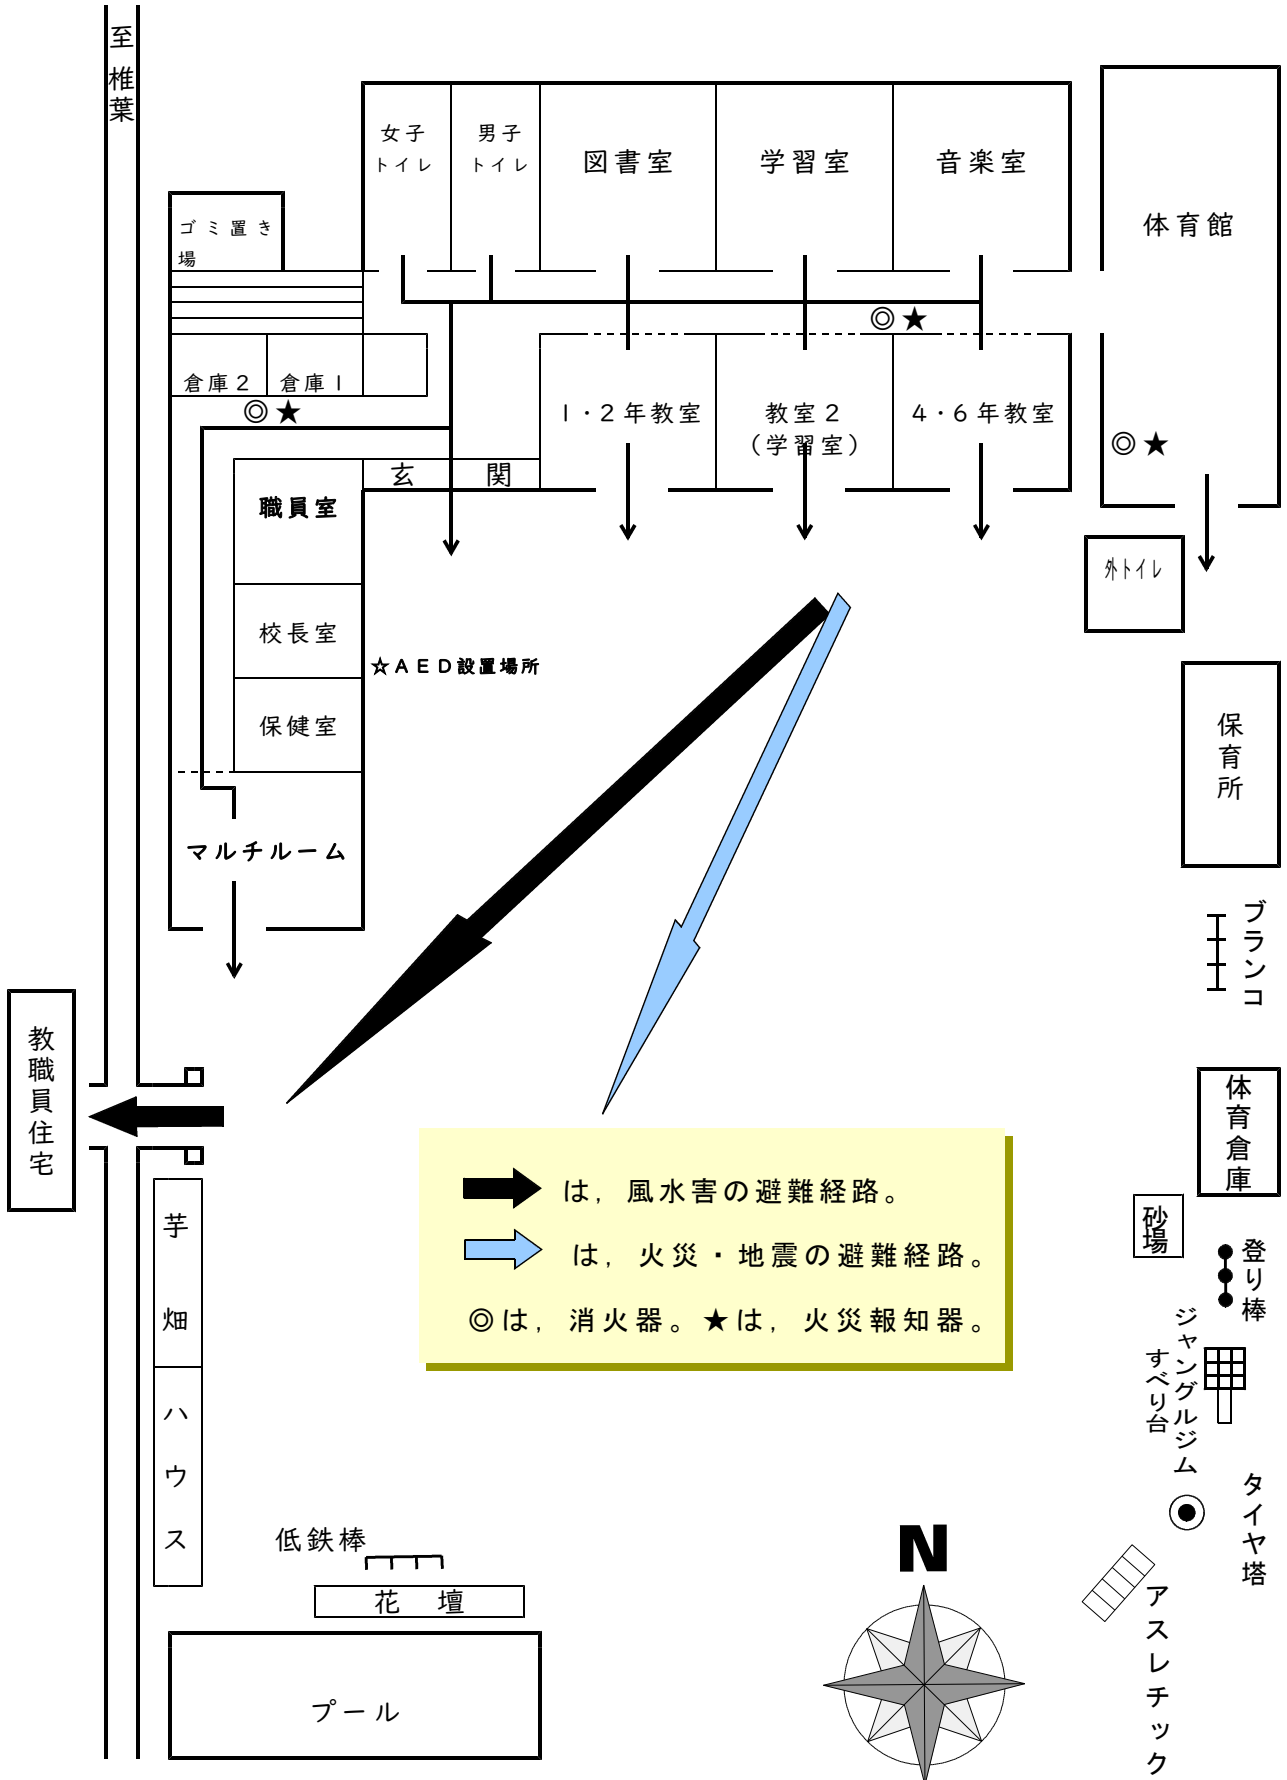 至 椎葉
女子
トイレ
男子
トイレ
図書室
学習室
音楽室
体育館
ゴミ置き
場
◎★
倉庫２
倉庫１
◎★
１・２年教室
教室２
（学習室）
４・６年教室
◎★
玄　関
職員室
外トイレ
校長室
☆ＡＥＤ設置場所
保健室
保育所
マルチルーム
ブランコ
教職員住宅
体育倉庫
は，風水害の避難経路。
は，火災・地震の避難経路。
◎は，消火器。★は，火災報知器。
砂場
登り棒
芋畑
ジャングルジム
すべり台
ハウス
タイヤ塔
低鉄棒
花　壇
アスレチック
プール
N